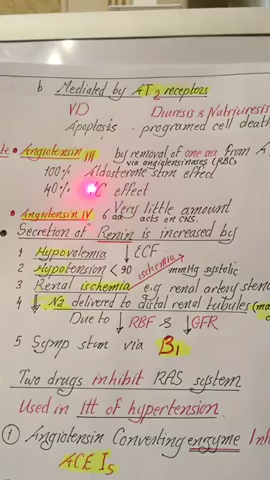 b Mediated by AT2 receptors
VD Diuresis & Natriuresis
Apoptosis. programed cell death
• Angiotensin III by removal of one aa from A
via angiotensinases (RBCs
100% Aldosterone stim effect
40% VC effect
• Angiotensin IV 6 aa Very little amount
acts on CNS.
• Secretion of Renin is increased by
1 Hypovolemia ↓ ECF
2 Hypotension < 90 mmHg systolic
ischemia
3 Renal ischemia e.g renal artery steno
4 ↓ Na delivered to distal renal tubules (ma
Due to ↓ RBF & ↓ GFR
5 Symp stim via B1
Two drugs inhibit RAS system
Used in ttt of hypertension
① Angiotensin Converting enzyme Inh
ACE Is